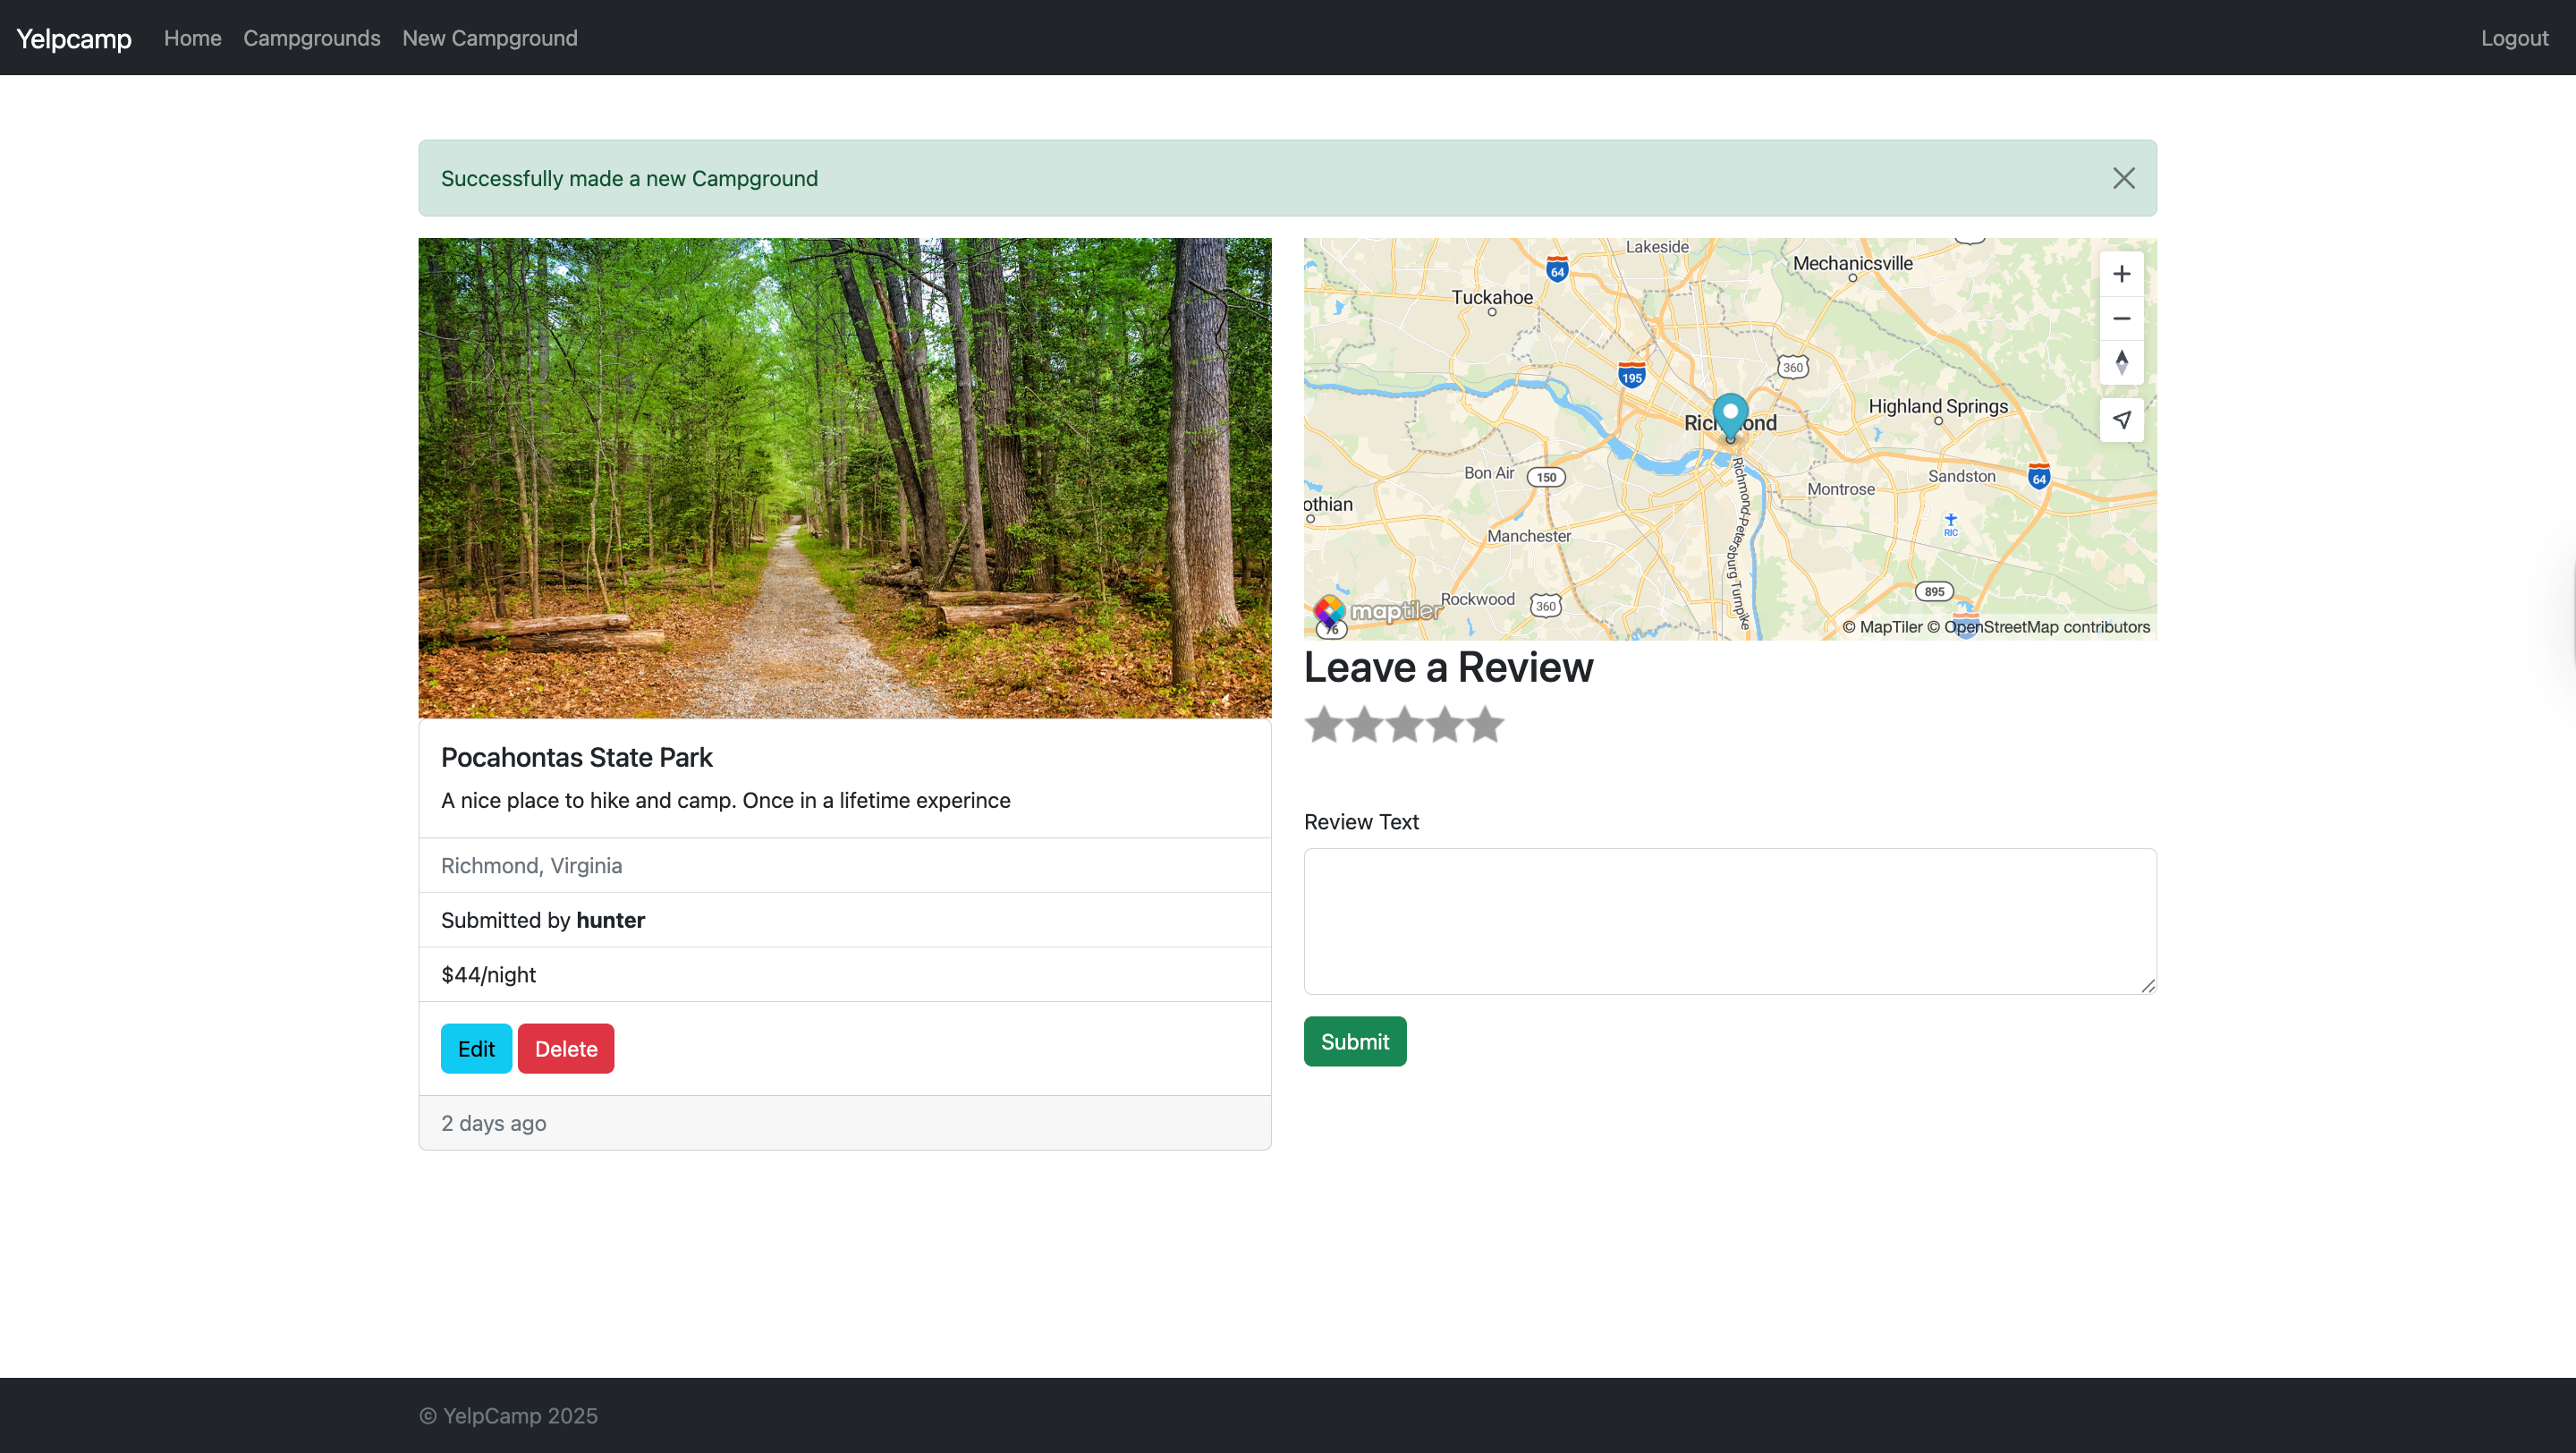 Yelpcamp Home Campgrounds New Campground Logout
Successfully made a new Campground
Lakeside
64
Mechanicsville
Tuckahoe
195
360
Richmond
Highland Springs
Bon Air
150
Sandston
64
Montrose
othian
RIC
Manchester
Richmond-Petersburg Turnpike
895
Rockwood
360
maptiler
76
© MapTiler © OpenStreetMap contributors
Pocahontas State Park
A nice place to hike and camp. Once in a lifetime experince
Richmond, Virginia
Submitted by hunter
$44/night
Edit Delete
2 days ago
Leave a Review
Review Text
Submit
© YelpCamp 2025